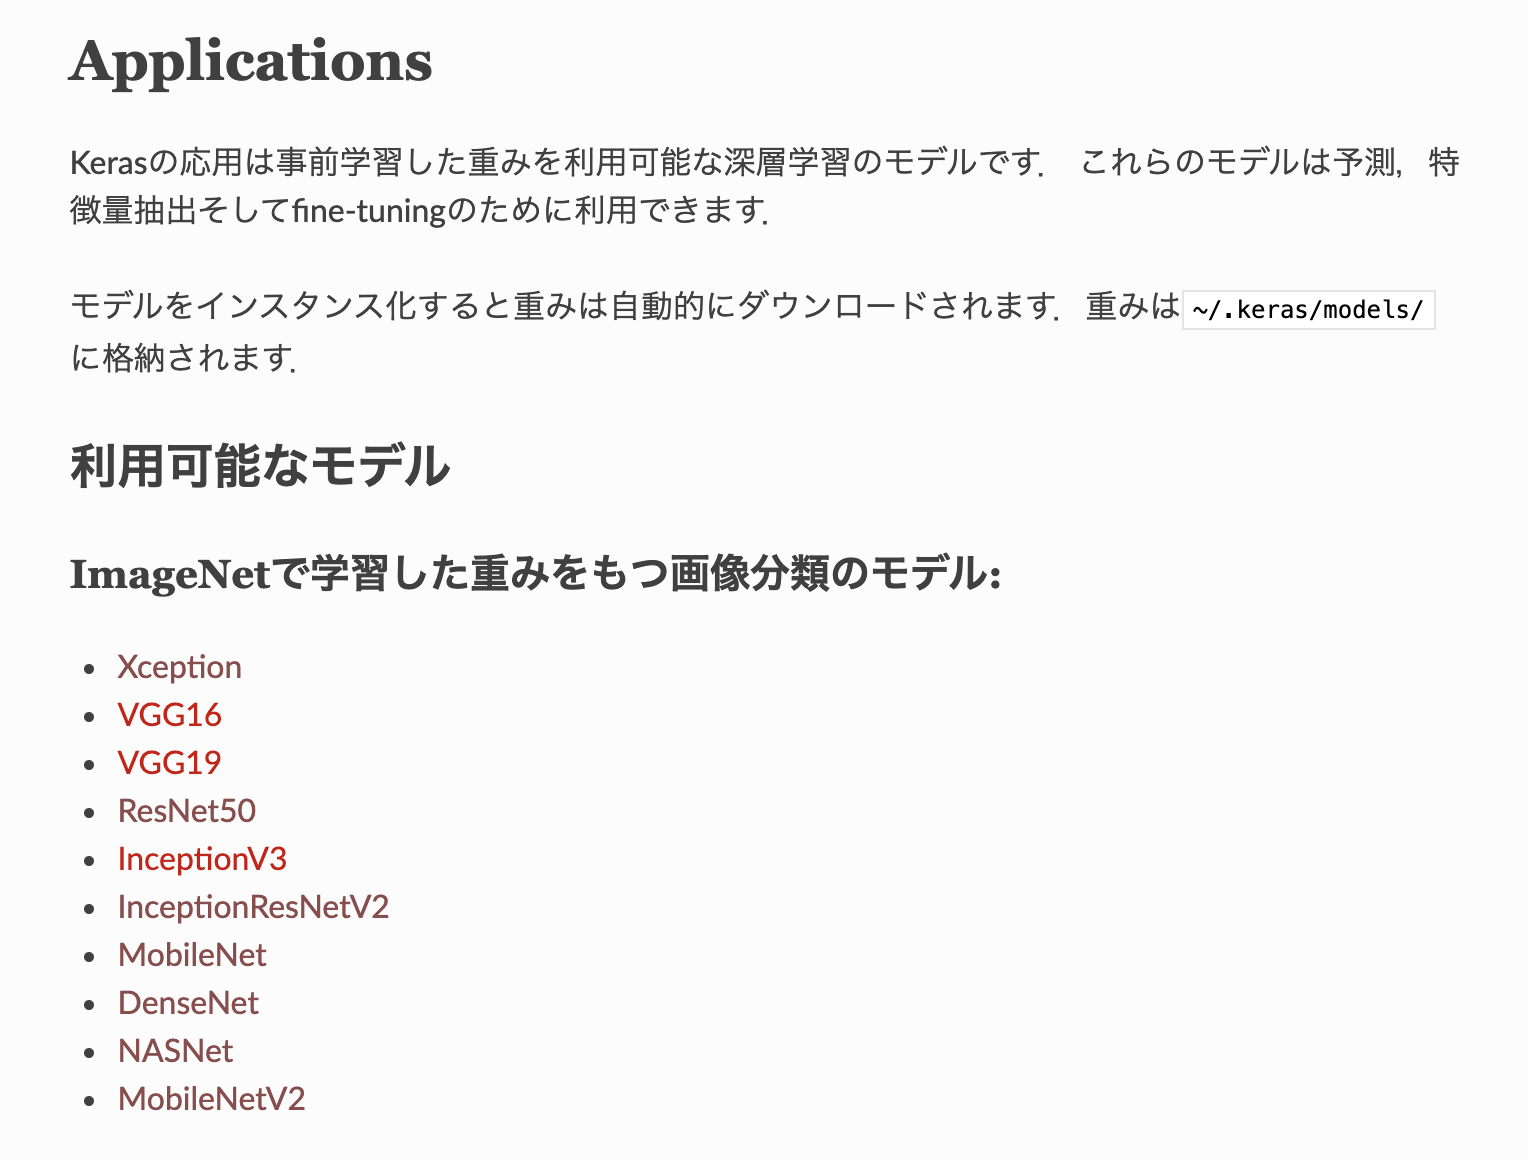 Applications
Kerasの応用は事前学習した重みを利用可能な深層学習のモデルです． これらのモデルは予測，特
徴量抽出そしてfine-tuningのために利用できます．
モデルをインスタンス化すると重みは自動的にダウンロードされます．重みは~/.keras/models/
に格納されます．
利用可能なモデル
ImageNetで学習した重みをもつ画像分類のモデル:
• Xception
• VGG16
• VGG19
• ResNet50
• InceptionV3
• InceptionResNetV2
• MobileNet
• DenseNet
• NASNet
• MobileNetV2